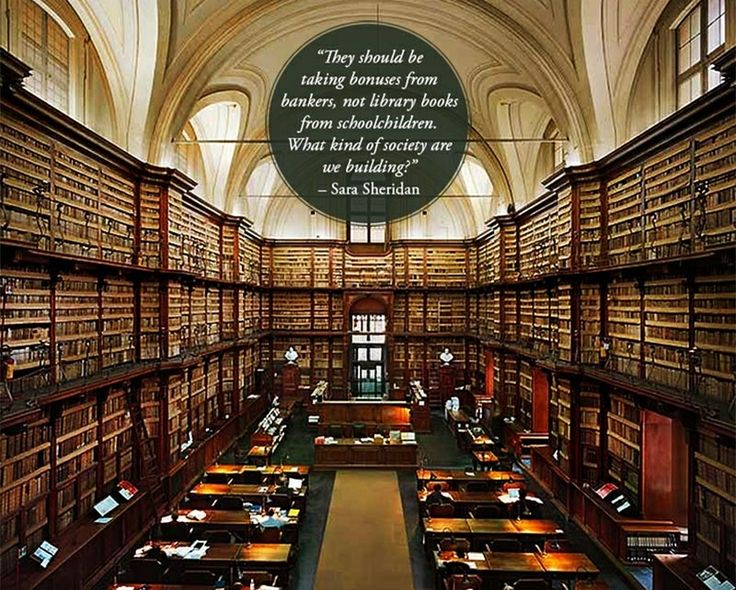 “They should be
taking bonuses from
bankers, not library books
from schoolchildren.
What kind of society are
we building?”
– Sara Sheridan